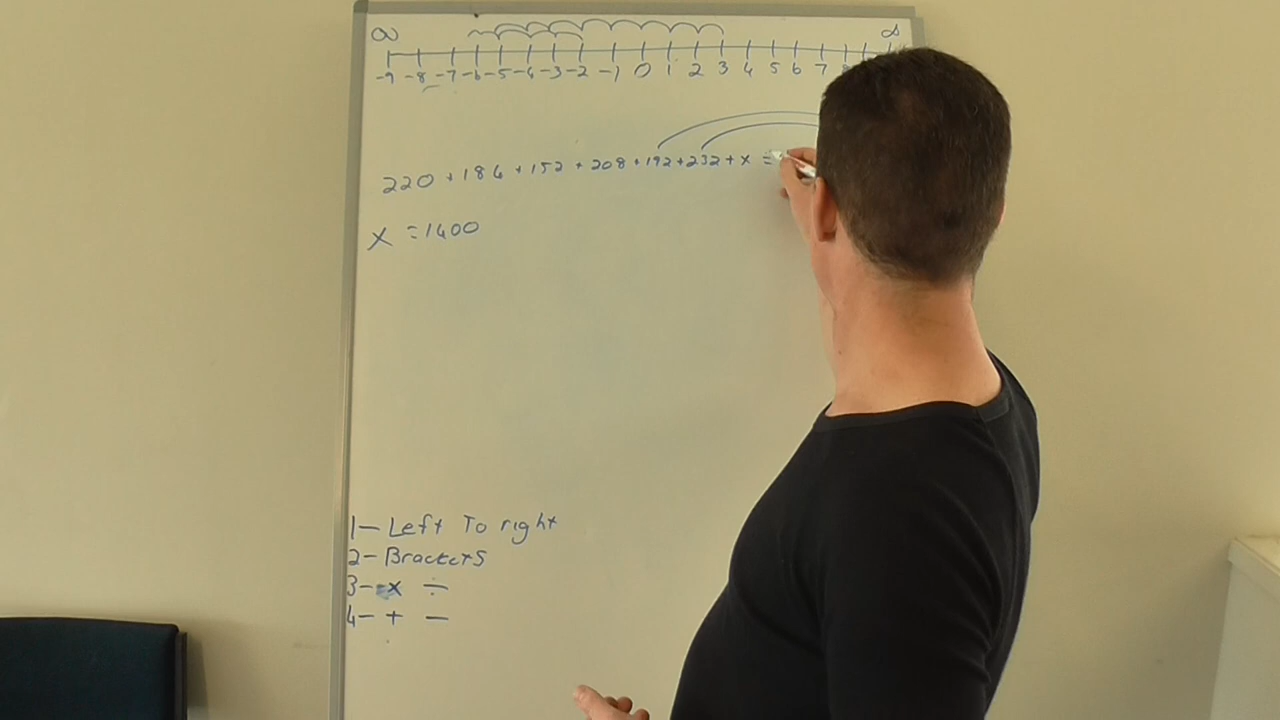 ∞ ∞
-9 -8 -7 -6 -5 -4 -3 -2 -1 0 1 2 3 4 5 6 7
220 + 186 + 152 + 208 + 192 + 232 + x =
x = 1400
1- Left To right
2- Brackets
3- x ÷
4- + -